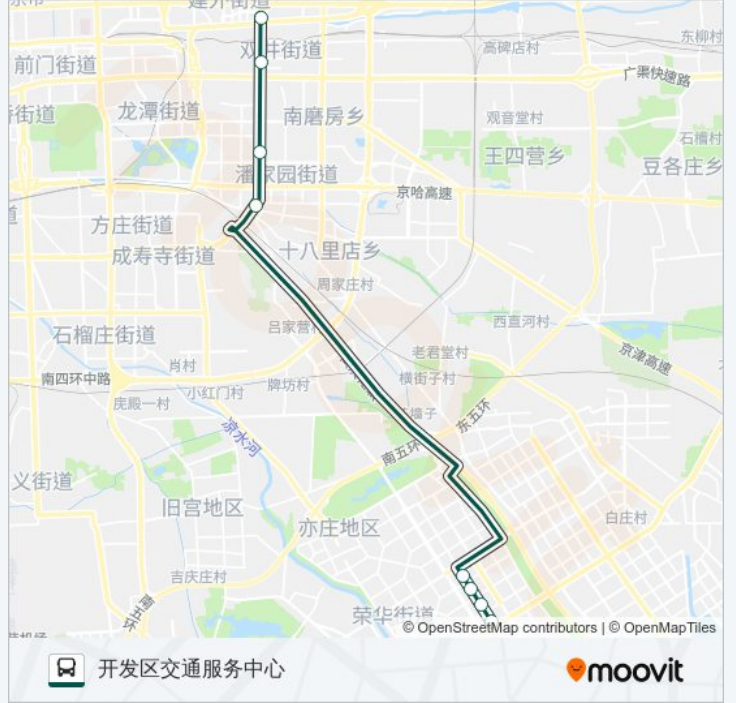 建外街道
双井街道
高碑店村
东柳村
前门街道
广渠快速路
龙潭街道
南磨房乡
观音堂村
石槽村
王四营乡
豆各庄乡
潘家园街道
京哈高速
方庄街道
成寿寺街道
十八里店乡
周家庄村
吕家营村
西直河村
石榴庄街道
老君堂村
京津高速
肖村
南四环中路
小红门村
牌坊村
横街子村
庑殿一村
凉水河
东五环
南五环
义街道
旧宫地区
亦庄地区
白庄村
吉庆庄村
南五环
荣华街道
© OpenStreetMap contributors | © OpenMapTiles
开发区交通服务中心
moovit